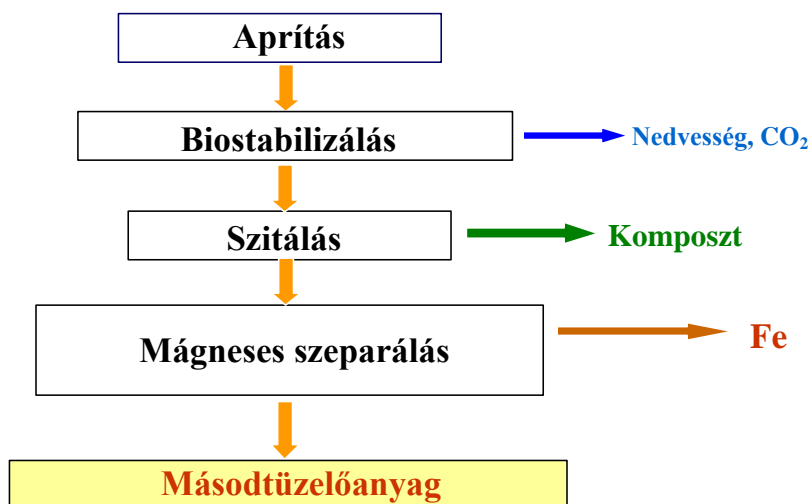 Aprítás
Biostabilizálás
Nedvesség, CO₂
Szitálás
Komposzt
Mágneses szeparálás
Fe
Másodtüzelőanyag